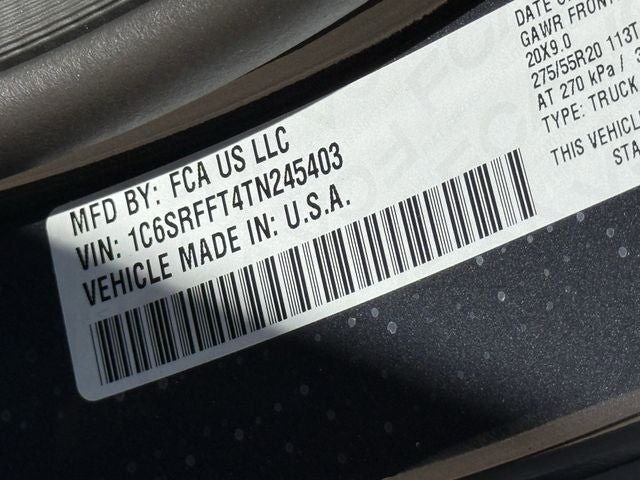 MFD BY: FCA US LLC
VIN: 1C6SRFFT4TN245403
VEHICLE MADE IN: U.S.A.
DATE
GAWR FRONT
20X9.0
275/55R20 113T
AT 270 kPa /
TYPE: TRUCK
THIS VEHICL
STA